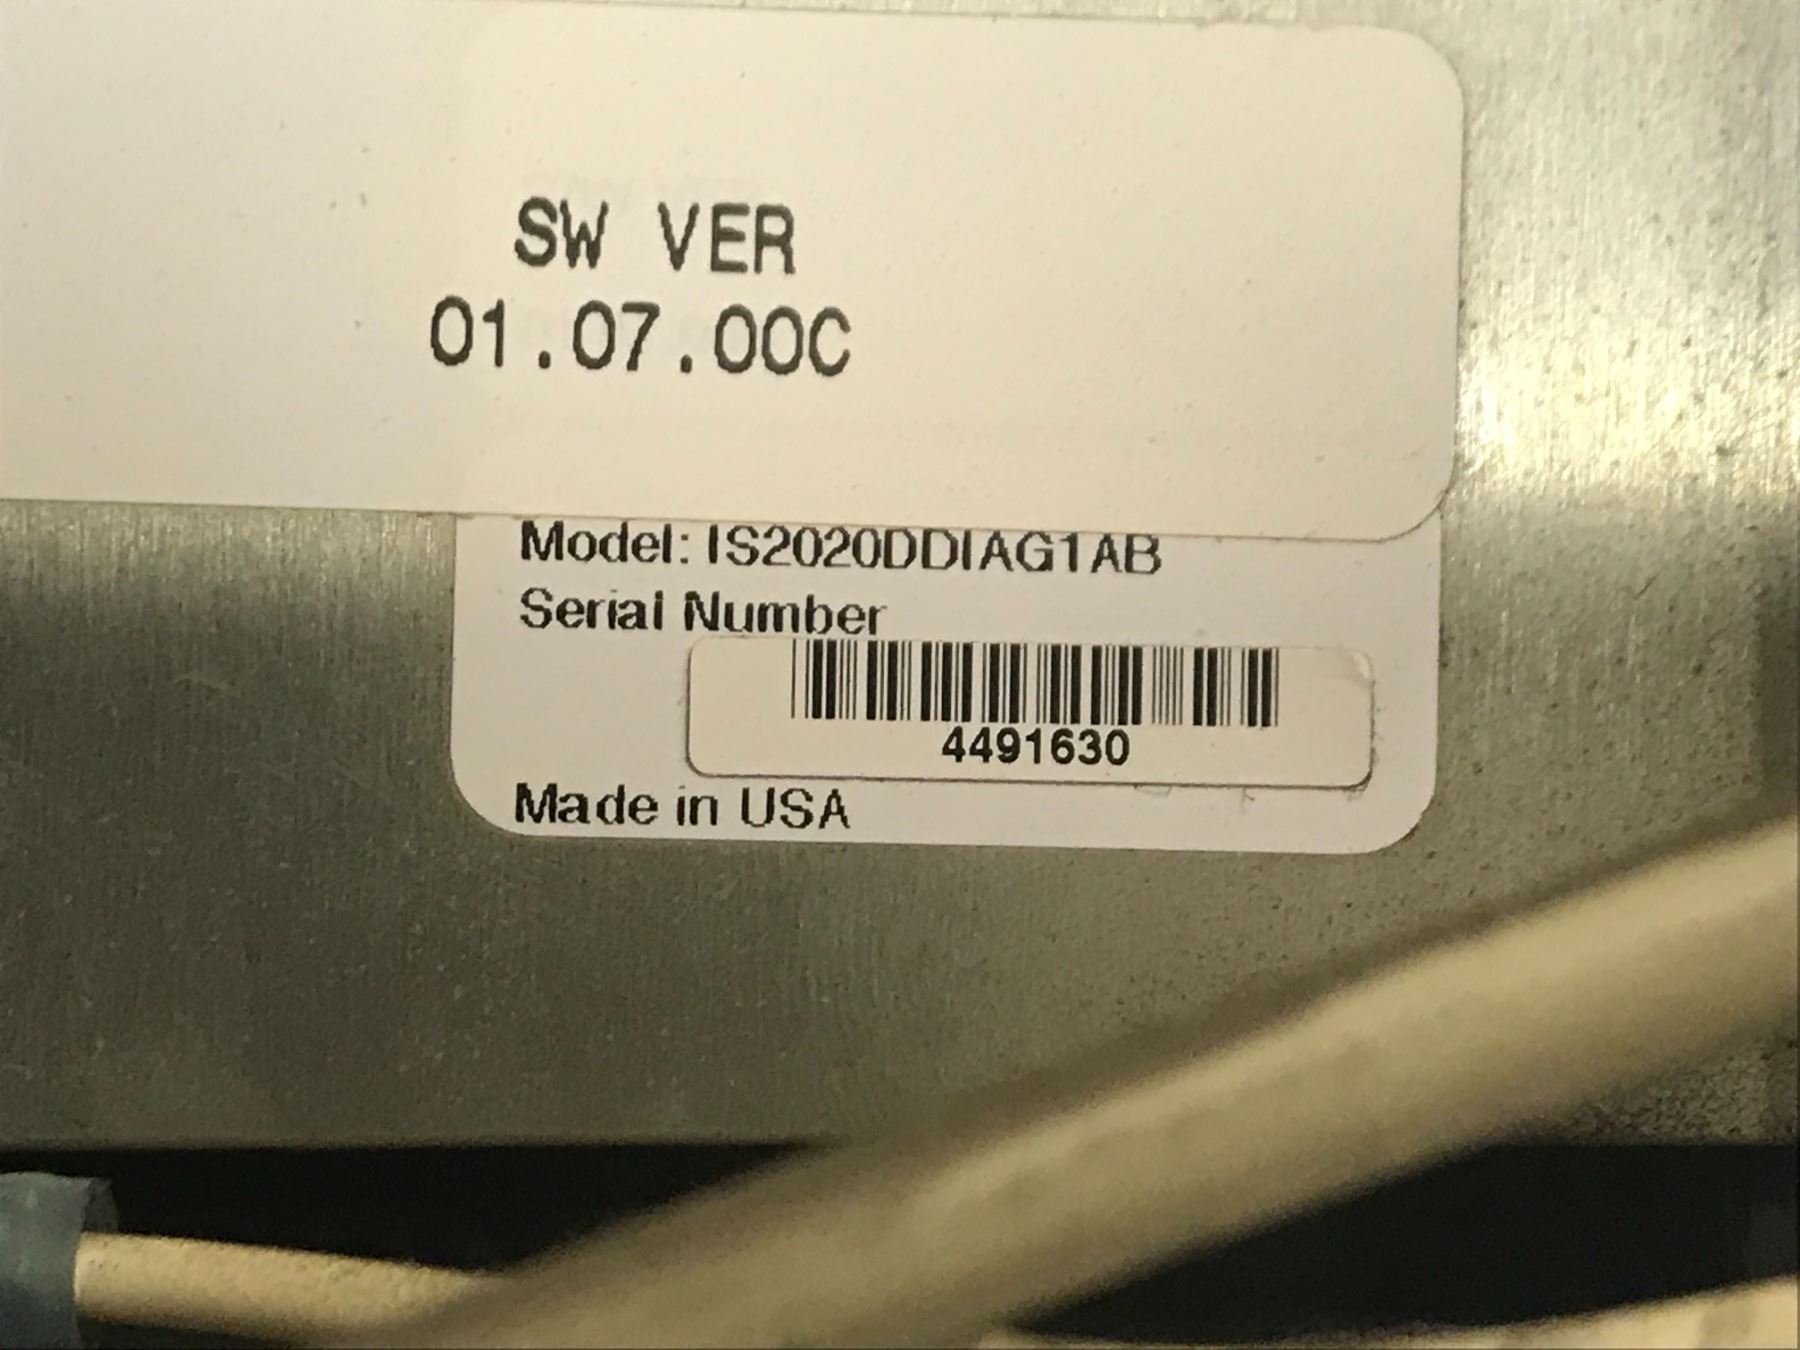 SW VER
01.07.00C
Model: IS2020DDIAG1AB
Serial Number
4491630
Made in USA